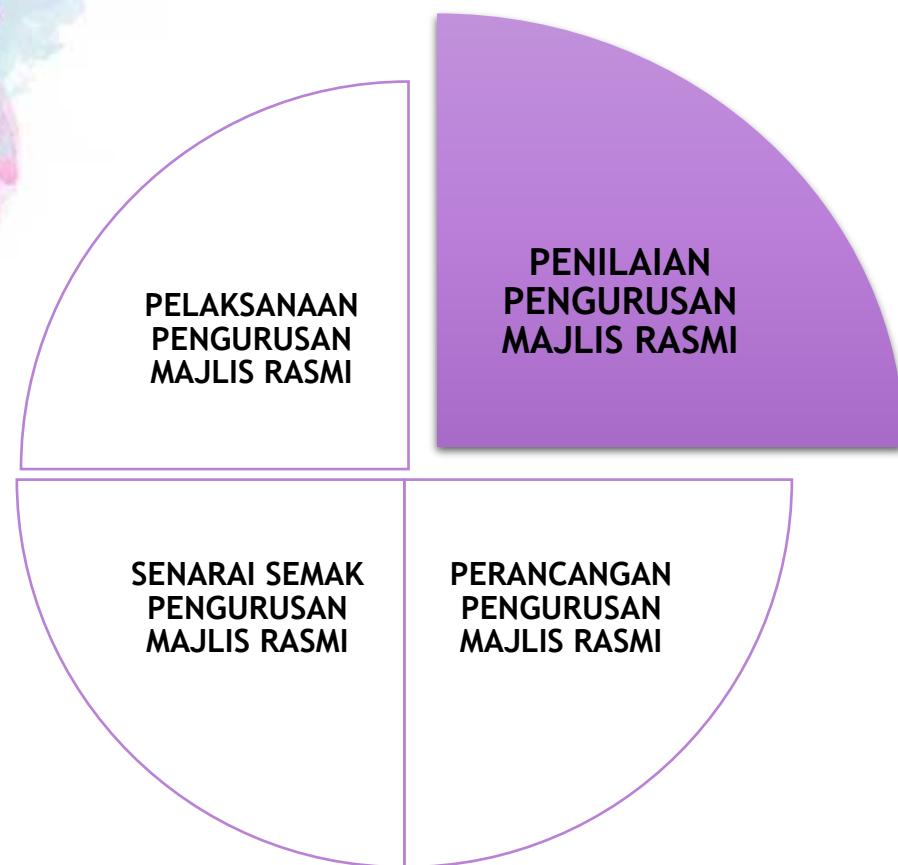 PELAKSANAAN
PENGURUSAN
MAJLIS RASMI
PENILAIAN
PENGURUSAN
MAJLIS RASMI
SENARAI SEMAK
PENGURUSAN
MAJLIS RASMI
PERANCANGAN
PENGURUSAN
MAJLIS RASMI